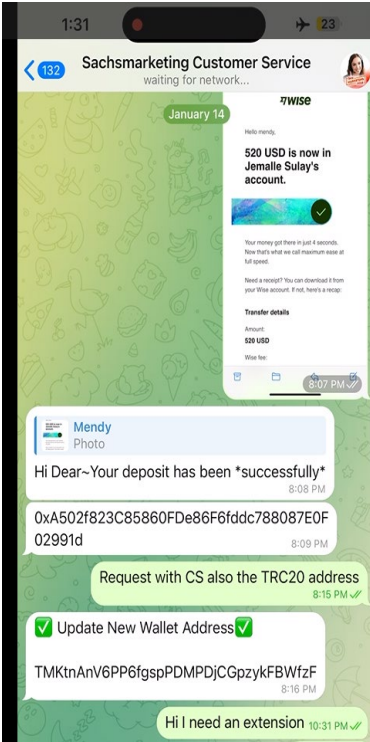 1:31
23
132
Sachsmarketing Customer Service
waiting for network...
January 14
WISE
Hello mendy,
520 USD is now in
Jemalle Sulay's
account.
Your money got there in just 4 seconds.
Now that's what we call maximum ease at
full speed.
Need a receipt? You can download it from
your Wise account. If not, here's a recap:
Transfer details
Amount:
520 USD
Wise fee:
8:07 PM
Mendy
Photo
Hi Dear~Your deposit has been *successfully*
8:08 PM
0xA502f823C85860FDe86F6fddc788087E0F
02991d
8:09 PM
Request with CS also the TRC20 address
8:15 PM
✅ Update New Wallet Address✅
TMKtnAnV6PP6fgspPDMPDjCGpzykFBWfzF
8:16 PM
Hi I need an extension 10:31 PM